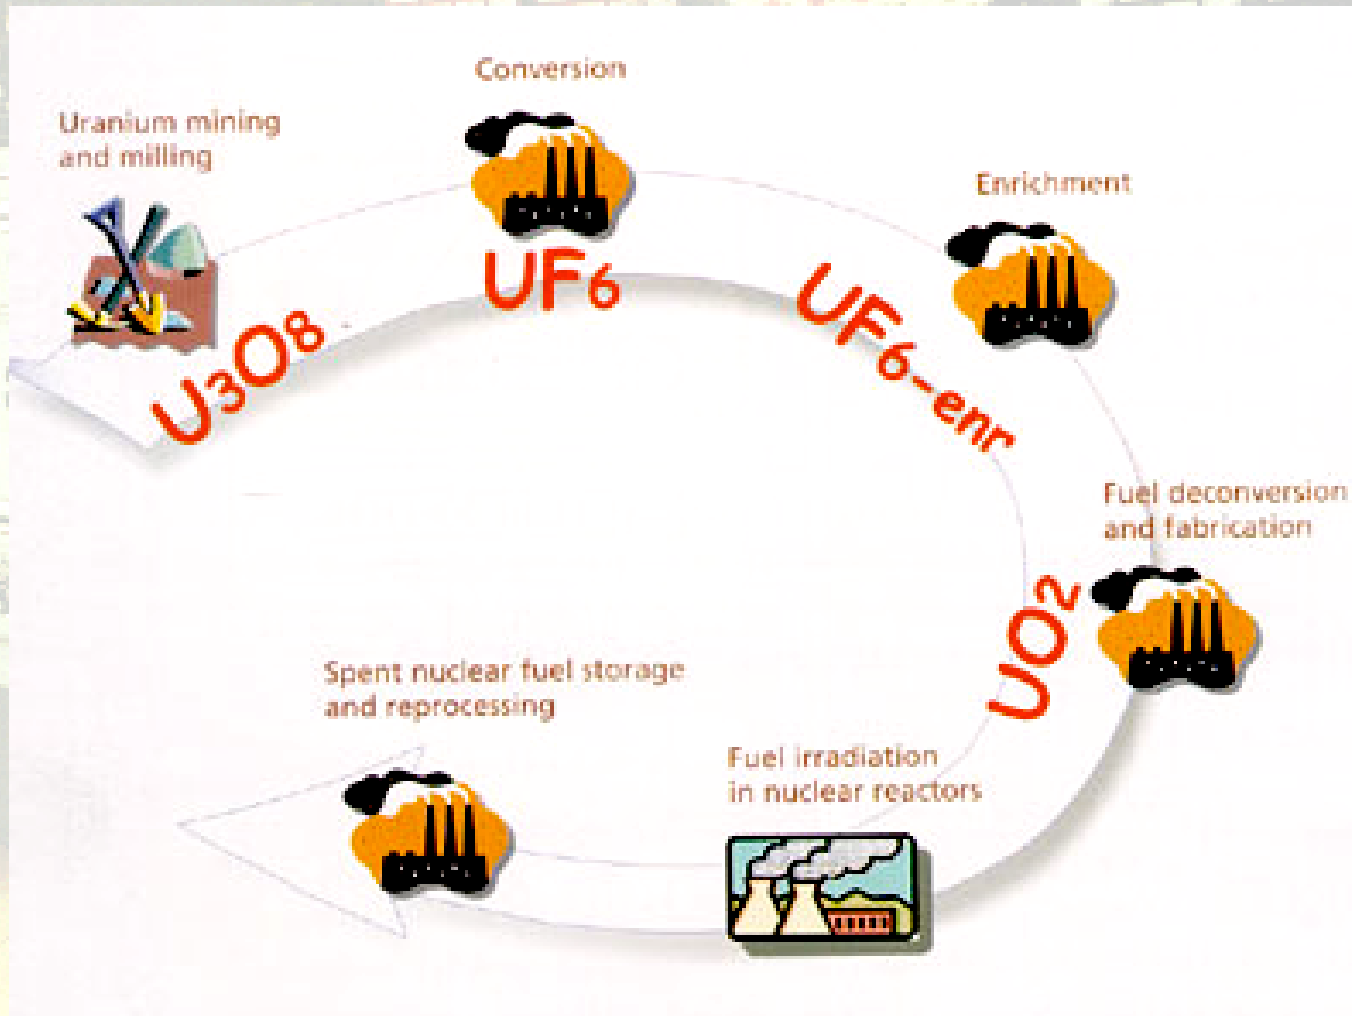 Conversion
Uranium mining
and milling
Enrichment
UF6
UF6-enr
U3O8
Fuel deconversion
and fabrication
UO2
Spent nuclear fuel storage
and reprocessing
Fuel irradiation
in nuclear reactors